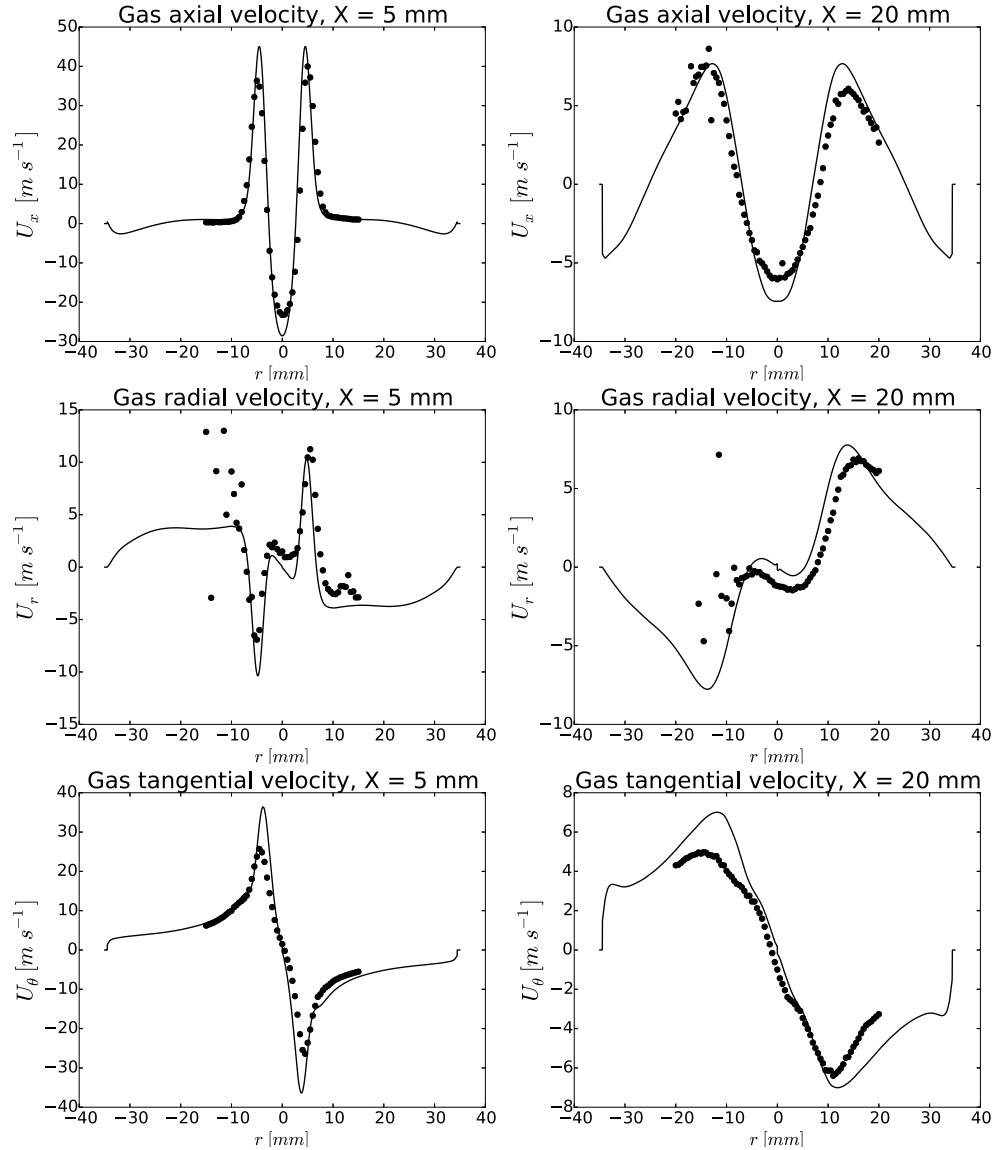 Gas axial velocity, X = 5 mm
50
40
30
20
10
0
−10
−20
−30
−40 −30 −20 −10 0 10 20 30 40
r [mm]
U_x [m s^{-1}]
Gas axial velocity, X = 20 mm
10
5
0
−5
−10
−40 −30 −20 −10 0 10 20 30 40
r [mm]
U_x [m s^{-1}]
Gas radial velocity, X = 5 mm
15
10
5
0
−5
−10
−15
−40 −30 −20 −10 0 10 20 30 40
r [mm]
U_r [m s^{-1}]
Gas radial velocity, X = 20 mm
10
5
0
−5
−10
−40 −30 −20 −10 0 10 20 30 40
r [mm]
U_r [m s^{-1}]
Gas tangential velocity, X = 5 mm
40
30
20
10
0
−10
−20
−30
−40
−40 −30 −20 −10 0 10 20 30 40
r [mm]
U_θ [m s^{-1}]
Gas tangential velocity, X = 20 mm
8
6
4
2
0
−2
−4
−6
−8
−40 −30 −20 −10 0 10 20 30 40
r [mm]
U_θ [m s^{-1}]